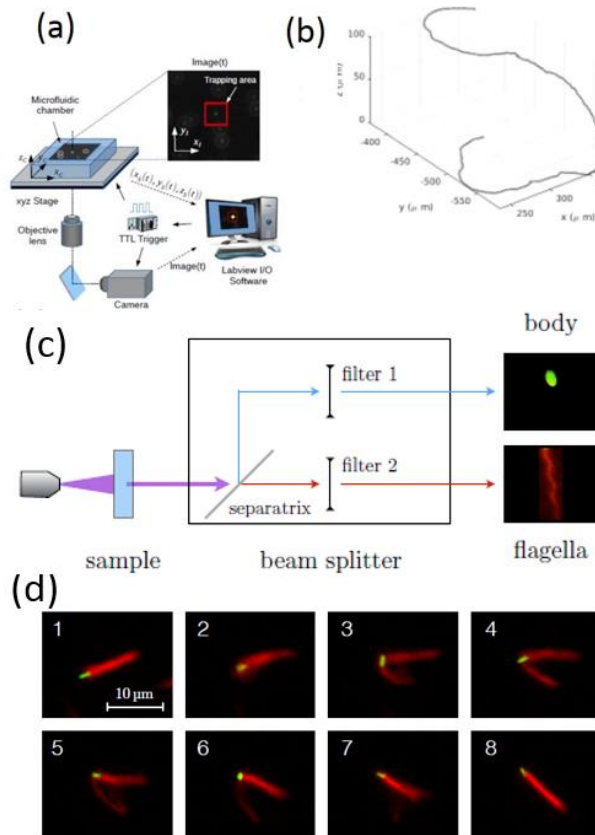 (a)
Image(t)
Trapping area
Microfluidic
chamber
xyz Stage
Objective
lens
TTL Trigger
Image(t)
Camera
Labview I/O
Software
(b)
100
50
0
-400
-450
-500
-550
y (μ m)
250
300
x (μ m)
(c)
body
filter 1
filter 2
separatrix
sample
beam splitter
flagella
(d)
1
2
3
4
10 μm
5
6
7
8